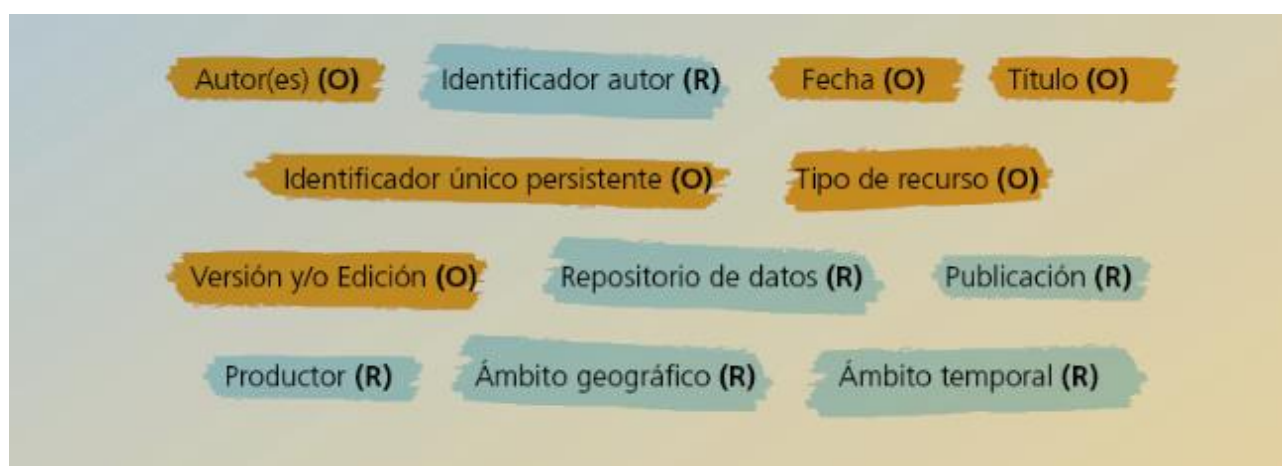 Autor(es) (O) Identificador autor (R) Fecha (O) Título (O)
Identificador único persistente (O) Tipo de recurso (O)
Versión y/o Edición (O) Repositorio de datos (R) Publicación (R)
Productor (R) Ámbito geográfico (R) Ámbito temporal (R)